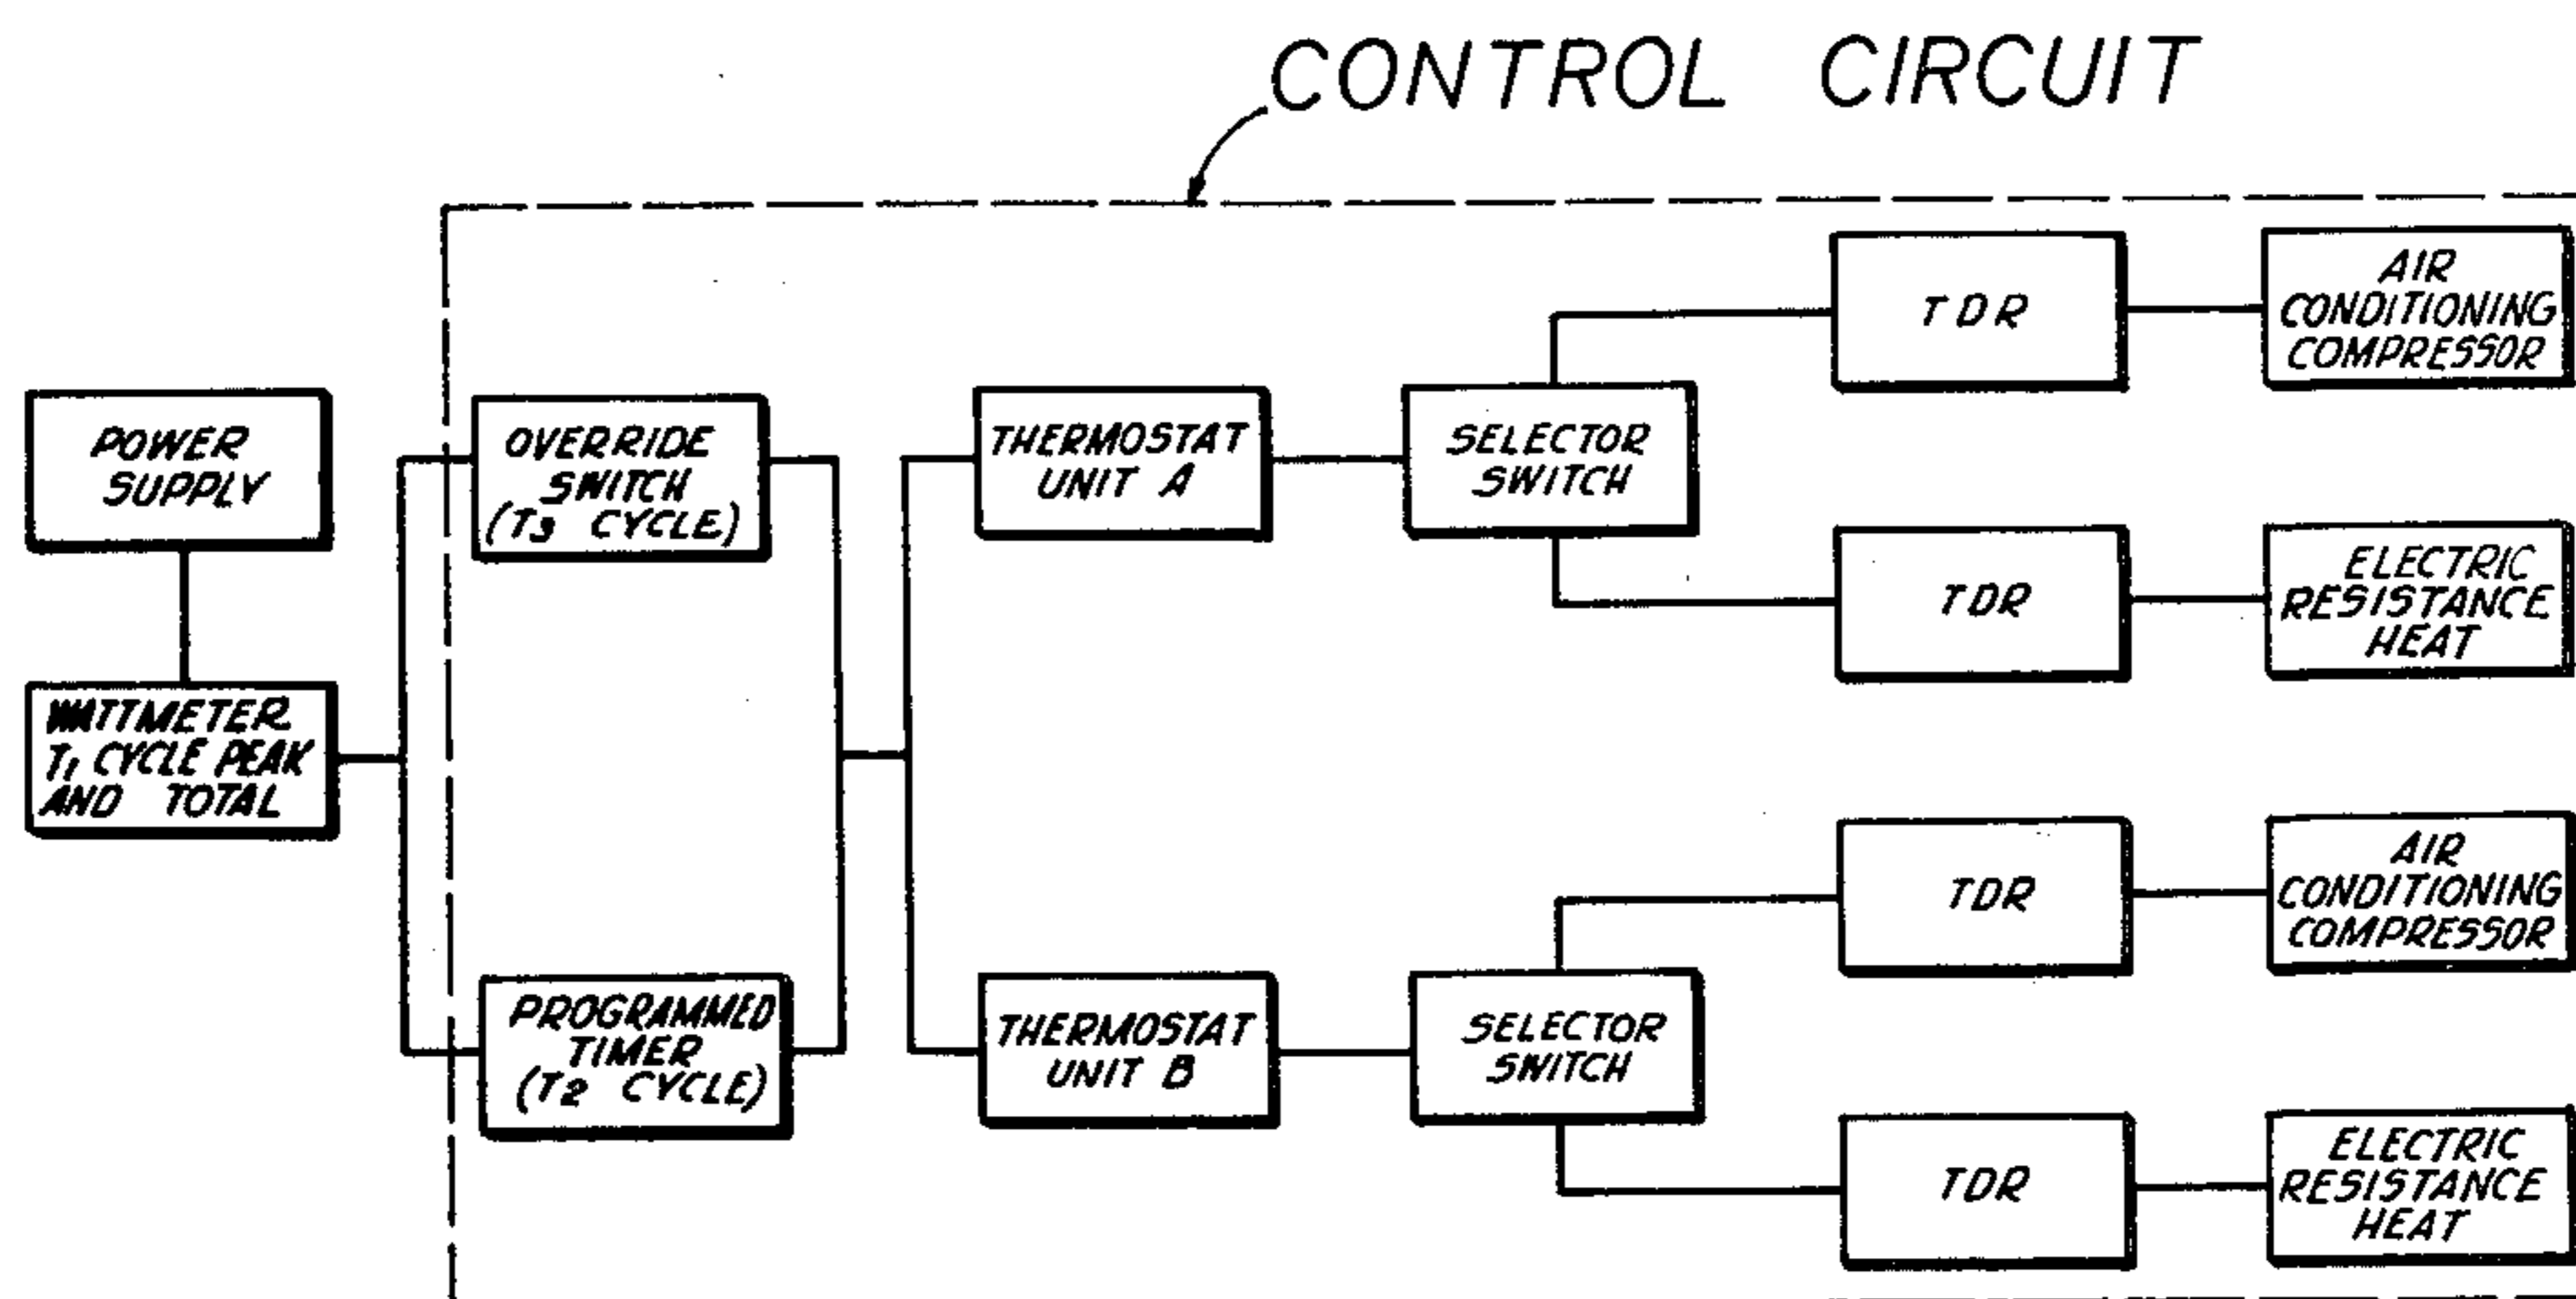 CONTROL CIRCUIT
POWER
SUPPLY
WATTMETER
T1 CYCLE PEAK
AND TOTAL
OVERRIDE
SWITCH
(T3 CYCLE)
PROGRAMMED
TIMER
(T2 CYCLE)
THERMOSTAT
UNIT A
SELECTOR
SWITCH
TDR
AIR
CONDITIONING
COMPRESSOR
TDR
ELECTRIC
RESISTANCE
HEAT
THERMOSTAT
UNIT B
SELECTOR
SWITCH
TDR
AIR
CONDITIONING
COMPRESSOR
TDR
ELECTRIC
RESISTANCE
HEAT